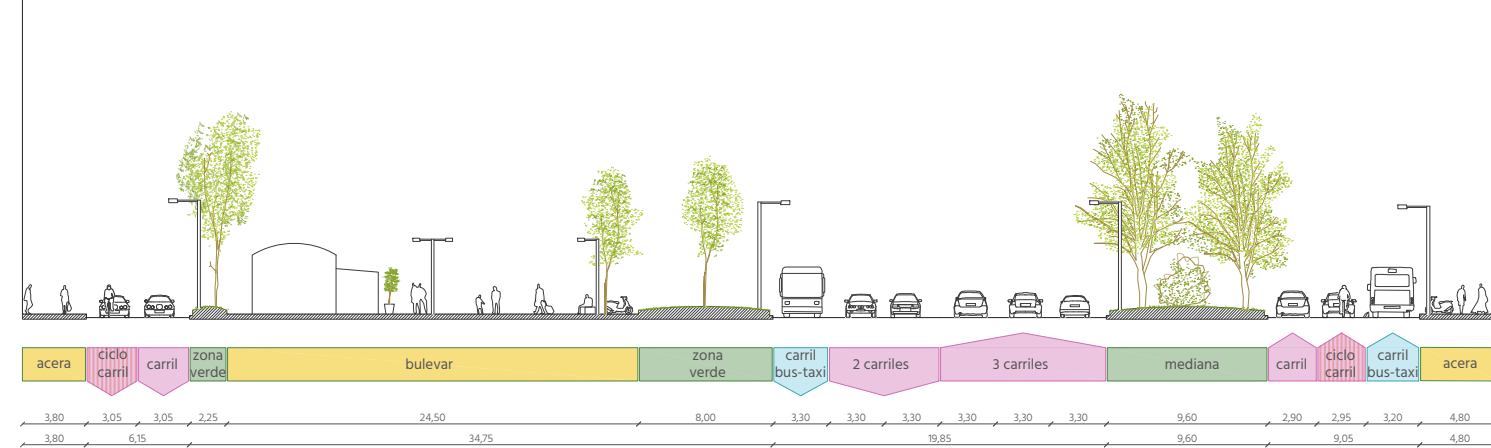 acera
ciclo
carril
carril
zona
verde
bulevar
zona
verde
carril
bus-taxi
2 carriles
3 carriles
mediana
carril
ciclo
carril
carril
bus-taxi
acera
3,80 3,05 3,05 2,25 24,50 8,00 3,30 3,30 3,30 3,30 3,30 3,30 9,60 2,90 2,95 3,20 4,80
3,80 6,15 34,75 19,85 9,60 9,05 4,80